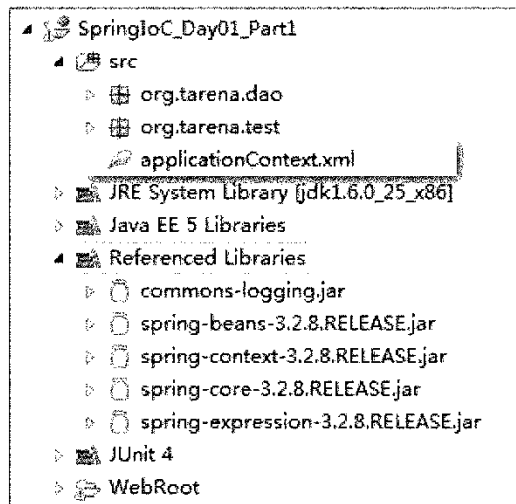 SpringIoC_Day01_Part1
src
org.tarena.dao
org.tarena.test
applicationContext.xml
JRE System Library [jdk1.6.0_25_x86]
Java EE 5 Libraries
Referenced Libraries
commons-logging.jar
spring-beans-3.2.8.RELEASE.jar
spring-context-3.2.8.RELEASE.jar
spring-core-3.2.8.RELEASE.jar
spring-expression-3.2.8.RELEASE.jar
JUnit 4
WebRoot